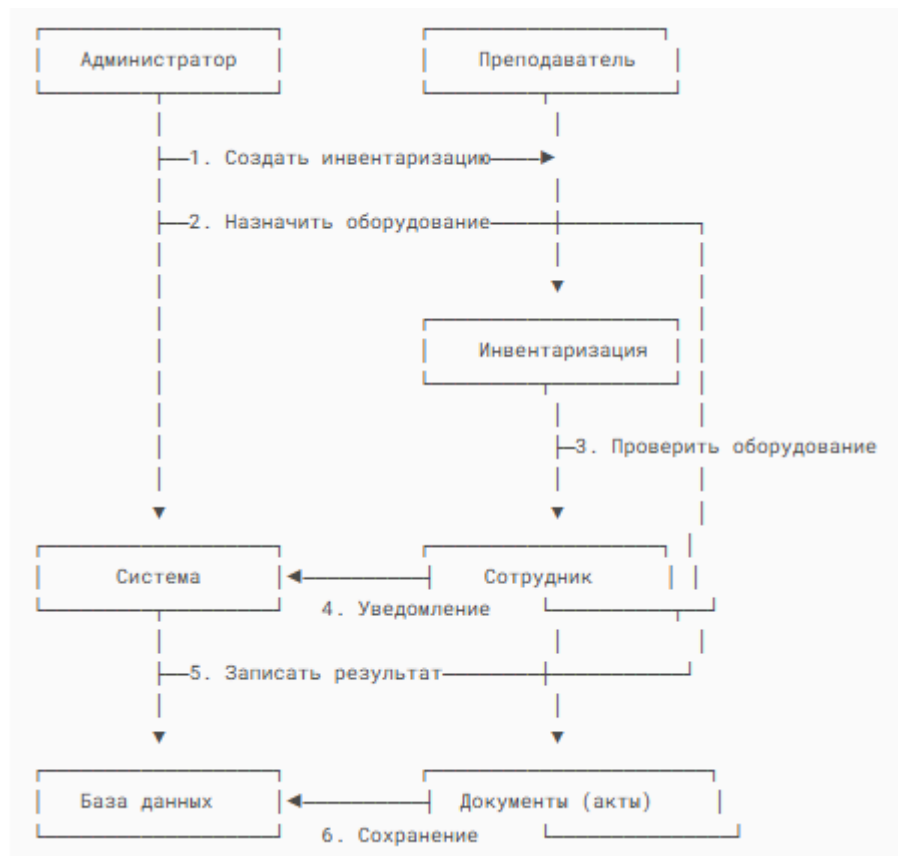 Администратор Преподаватель
1. Создать инвентаризацию
2. Назначить оборудование
Инвентаризация
3. Проверить оборудование
Система Сотрудник
4. Уведомление
5. Записать результат
База данных Документы (акты)
6. Сохранение